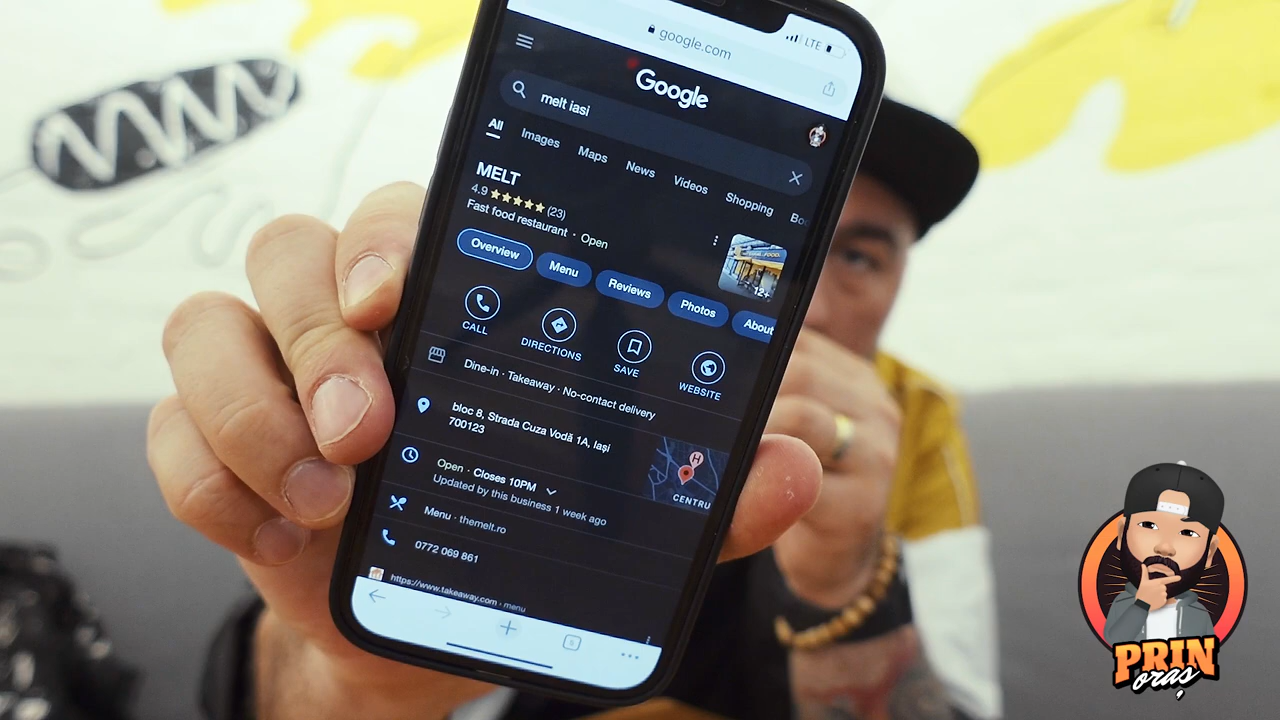 google.com
LTE
Google
melt iasi
All Images Maps News Videos Shopping Boo
MELT
4.9 (23)
Fast food restaurant · Open
12+
Overview Menu Reviews Photos About
CALL DIRECTIONS SAVE WEBSITE
Dine-in · Takeaway · No-contact delivery
bloc 8, Strada Cuza Vodă 1A, Iași
700123
H
CENTRU
Open · Closes 10PM
Updated by this business 1 week ago
Menu · themelt.ro
0772 069 861
https://www.takeaway.com › menu
PRIN
oraș